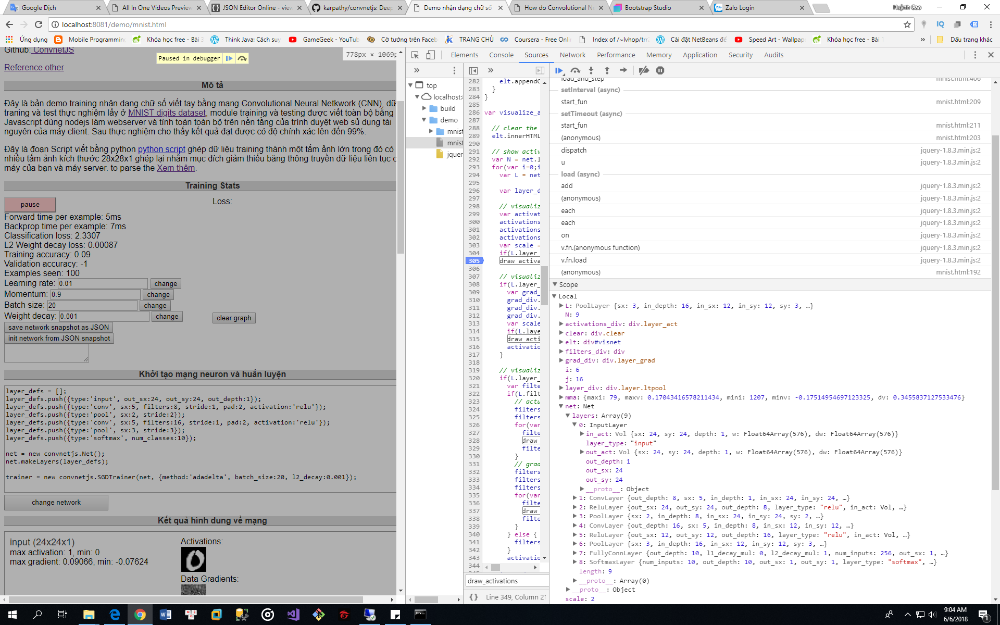 Google Dịch
All In One Videos Preview
JSON Editor Online - view
karpathy/convnetjs: Deep
Demo nhận dạng chữ số
How do Convolutional N
Bootstrap Studio
Zalo Login
Huỳnh Cao
localhost:8081/demo/mnist.html
Ứng dụng
Mobile Programming
Khóa học free - Bài 3
Think Java: Cách suy
GameGeek - YouTub
Cờ tướng trên Faceb
TRANG CHỦ
Coursera - Free Onli
Index of /~lvhop/trr
Cài đặt NetBeans để
Speed Art - Wallpap
Khóa học free - Bài 1
»
Dấu trang khác
Github: ConvnetJS
Paused in debugger
778px × 1069p
Reference other
Mô tả
Đây là bản demo training nhận dạng chữ số viết tay bằng mạng Convolutional Neural Netkwork (CNN), dữ
traning và test thực nghiệm lấy ở MNIST digits dataset, module training và testing được viết toàn bộ bằng
Javascript dùng nodejs làm webserver và tính toán toàn bộ trên nền tằng của trình duyệt web sủ dụng tài
nguyên của máy client. Sau thực nghiệm cho thấy kết quả đạt được có độ chính xác lên đến 99%.
Đây là đoạn Script viết bằng python python script ghép dữ liệu training thành một tấm ảnh lớn trong đó có
nhiều tấm ảnh kích thước 28x28x1 ghép lại nhằm mục đích giảm thiểu băng thông truyền dữ liệu liên tục c
máy của bạn và máy server. to parse the Xem thêm.
Training Stats
pause
Loss:
Forward time per example: 5ms
Backprop time per example: 7ms
Classification loss: 2.3307
L2 Weight decay loss: 0.00087
Training accuracy: 0.09
Validation accuracy: -1
Examples seen: 100
Learning rate: 0.01 change
Momentum: 0.9 change
Batch size: 20 change
Weight decay: 0.001 change
clear graph
save network snapshot as JSON
init network from JSON snapshot
Khởi tạo mạng neuron và huấn luyện
layer_defs = [];
layer_defs.push({type:'input', out_sx:24, out_sy:24, out_depth:1});
layer_defs.push({type:'conv', sx:5, filters:8, stride:1, pad:2, activation:'relu'});
layer_defs.push({type:'pool', sx:2, stride:2});
layer_defs.push({type:'conv', sx:5, filters:16, stride:1, pad:2, activation:'relu'});
layer_defs.push({type:'pool', sx:3, stride:3});
layer_defs.push({type:'softmax', num_classes:10});
net = new convnetjs.Net();
net.makeLayers(layer_defs);
trainer = new convnetjs.SGDTrainer(net, {method:'adadelta', batch_size:20, l2_decay:0.001});
change network
Kết quả hình dung về mạng
input (24x24x1)
max activation: 1, min: 0
max gradient: 0.09066, min: -0.07624
Activations:
Data Gradients:
Elements
Console
Sources
Network
Performance
Memory
Application
Security
Audits
top
localhost:8
build
demo
mnist
mnist
jquer
282 elt.appendC
283 }
284 }
285
286 var visualize_a
287
288 // clear the
289 elt.innerHTML
290
291 // show activ
292 var N = net.l
293 for(var i=0;i
294 var L = net
295
296 var layer_d
297
298 // visualiz
299 var activat
300 activations
301 activations
302 activations
303 var scale =
304 if(L.layer_
305 draw_activa
306
307 // visualiz
308 if(L.layer_
309 var grad_
310 grad_div.
311 grad_div.
312 grad_div.
313 var scale
314 if(L.laye
315 draw_acti
316 activatio
317 }
318
319 // visualiz
320 if(L.layer_
321 var filte
322 if(L.filt
323 // actu
324 filters
325 filters
326 for(var
327 filte
328 draw_
329 filte
330 }
331 // grad
332 filters
333 filters
334 filters
335 for(var
336 filte
337 draw_
338 filte
339 }
340 } else {
341 filters
342 }
343 activatio
344
draw_activations
{} Line 349, Column 21
load_and_step mnist.html:406
setInterval (async)
start_fun mnist.html:209
setTimeout (async)
start_fun mnist.html:211
(anonymous) mnist.html:203
dispatch jquery-1.8.3.min.js:2
u jquery-1.8.3.min.js:2
load (async)
add jquery-1.8.3.min.js:2
(anonymous) jquery-1.8.3.min.js:2
each jquery-1.8.3.min.js:2
each jquery-1.8.3.min.js:2
on jquery-1.8.3.min.js:2
v.fn.(anonymous function) jquery-1.8.3.min.js:2
v.fn.load jquery-1.8.3.min.js:2
(anonymous) mnist.html:192
Scope
Local
L: PoolLayer {sx: 3, in_depth: 16, in_sx: 12, in_sy: 12, sy: 3, …}
N: 9
activations_div: div.layer_act
clear: div.clear
elt: div#visnet
filters_div: div
grad_div: div.layer_grad
i: 6
j: 16
layer_div: div.layer.ltpool
mma: {maxi: 79, maxv: 0.17043416578211434, mini: 1207, minv: -0.17514954697123325, dv: 0.3455837127533476}
net: Net
layers: Array(9)
0: InputLayer
in_act: Vol {sx: 24, sy: 24, depth: 1, w: Float64Array(576), dw: Float64Array(576)}
layer_type: "input"
out_act: Vol {sx: 24, sy: 24, depth: 1, w: Float64Array(576), dw: Float64Array(576)}
out_depth: 1
out_sx: 24
out_sy: 24
__proto__: Object
1: ConvLayer {out_depth: 8, sx: 5, in_depth: 1, in_sx: 24, in_sy: 24, …}
2: ReluLayer {out_sx: 24, out_sy: 24, out_depth: 8, layer_type: "relu", in_act: Vol, …}
3: PoolLayer {sx: 2, in_depth: 8, in_sx: 24, in_sy: 24, sy: 2, …}
4: ConvLayer {out_depth: 16, sx: 5, in_depth: 8, in_sx: 12, in_sy: 12, …}
5: ReluLayer {out_sx: 12, out_sy: 12, out_depth: 16, layer_type: "relu", in_act: Vol, …}
6: PoolLayer {sx: 3, in_depth: 16, in_sx: 12, in_sy: 12, sy: 3, …}
7: FullyConnLayer {out_depth: 10, l1_decay_mul: 0, l2_decay_mul: 1, num_inputs: 256, out_sx: 1, …}
8: SoftmaxLayer {num_inputs: 10, out_depth: 10, out_sx: 1, out_sy: 1, layer_type: "softmax", …}
length: 9
__proto__: Array(0)
__proto__: Object
scale: 2
9:04 AM
6/6/2018
1